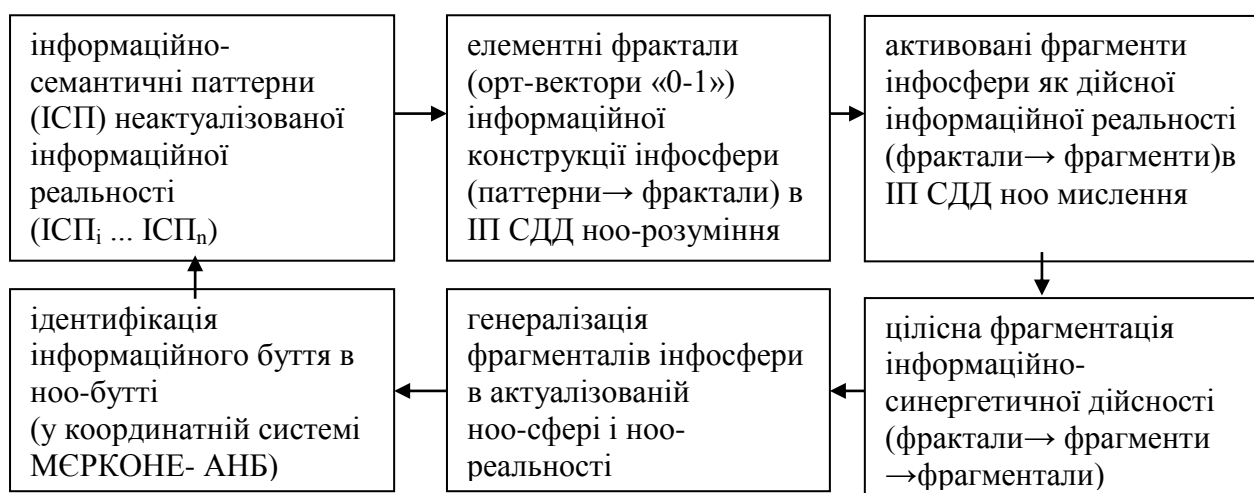 інформаційно-
семантичні паттерни
(ІСП) неактуалізованої
інформаційної
реальності
(ІСПi ... ІСПn)
елементні фрактали
(орт-вектори «0-1»)
інформаційної
конструкції інфосфери
(паттерни→ фрактали) в
ІП СДД ноо-розуміння
активовані фрагменти
інфосфери як дійсної
інформаційної реальності
(фрактали→ фрагменти)в
ІП СДД ноо мислення
цілісна фрагментація
інформаційно-
синергетичної дійсності
(фрактали→ фрагменти
→фрагментали)
генералізація
фрагменталів інфосфери
в актуалізованій
ноо-сфері і ноо-
реальності
ідентифікація
інформаційного буття в
ноо-бутті
(у координатній системі
МЄРКОНЕ- АНБ)